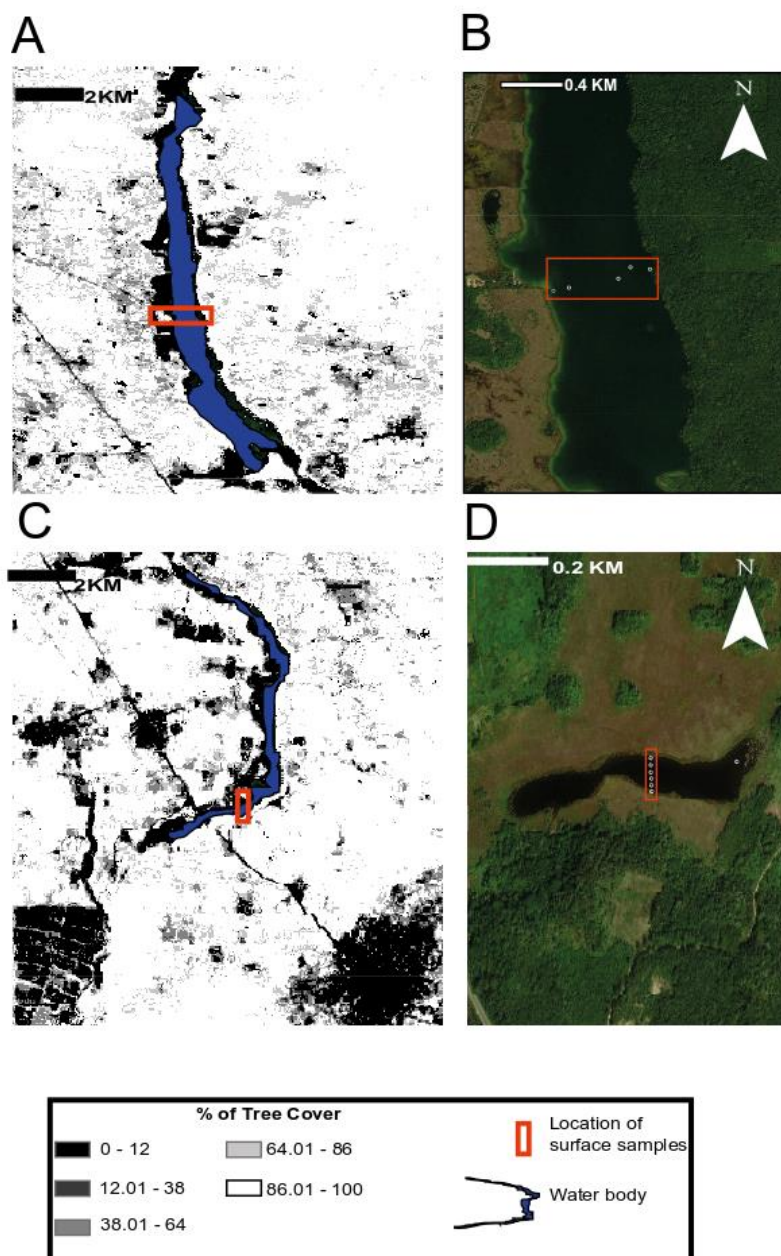 A
B
2KM
0.4 KM
N
C
D
2KM
0.2 KM
N
% of Tree Cover
0 - 12
64.01 - 86
Location of
surface samples
12.01 - 38
86.01 - 100
Water body
38.01 - 64